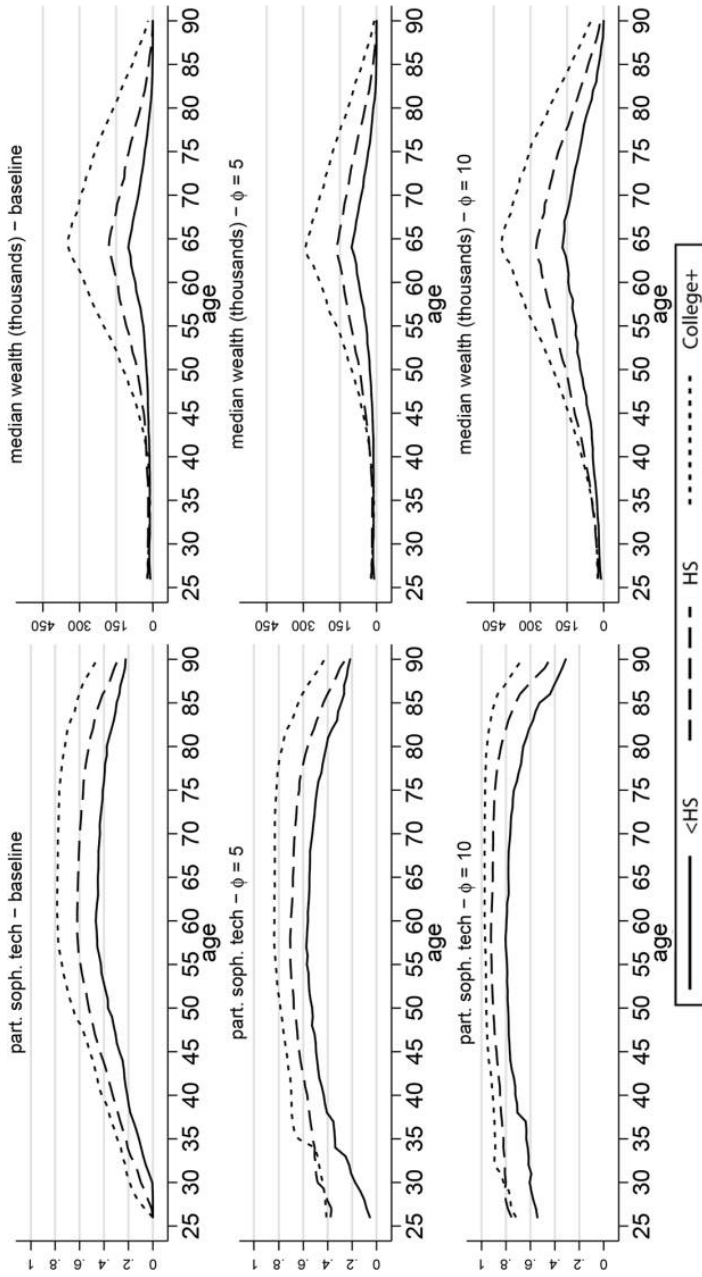 part. soph. tech − baseline
1
.8
.6
.4
.2
0
25 30 35 40 45 50 55 60 65 70 75 80 85 90
age
median wealth (thousands) − baseline
450
300
150
0
25 30 35 40 45 50 55 60 65 70 75 80 85 90
age
part. soph. tech − ϕ = 5
1
.8
.6
.4
.2
0
25 30 35 40 45 50 55 60 65 70 75 80 85 90
age
median wealth (thousands) − ϕ = 5
450
300
150
0
25 30 35 40 45 50 55 60 65 70 75 80 85 90
age
part. soph. tech − ϕ = 10
1
.8
.6
.4
.2
0
25 30 35 40 45 50 55 60 65 70 75 80 85 90
age
median wealth (thousands) − ϕ = 10
450
300
150
0
25 30 35 40 45 50 55 60 65 70 75 80 85 90
age
<HS HS College+